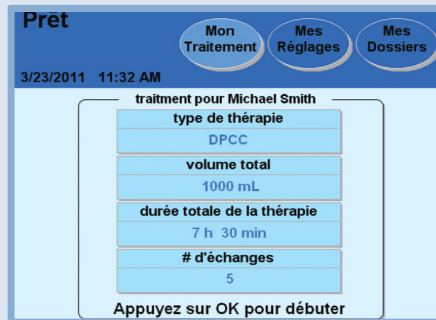 Prêt
Mon Traitement
Mes Réglages
Mes Dossiers
3/23/2011 11:32 AM
traitment pour Michael Smith
type de thérapie
DPCC
volume total
1000 mL
durée totale de la thérapie
7 h 30 min
# d'échanges
5
Appuyez sur OK pour débuter